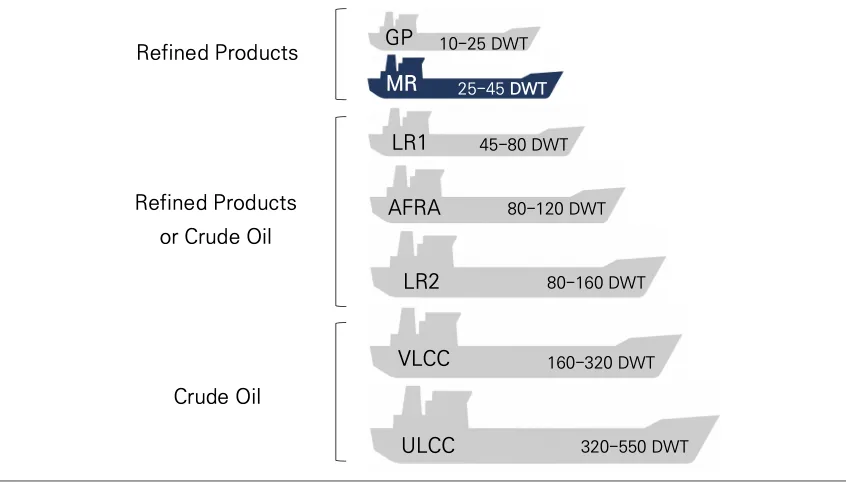 Refined Products
GP 10-25 DWT
MR 25-45 DWT
Refined Products
or Crude Oil
LR1 45-80 DWT
AFRA 80-120 DWT
LR2 80-160 DWT
Crude Oil
VLCC 160-320 DWT
ULCC 320-550 DWT